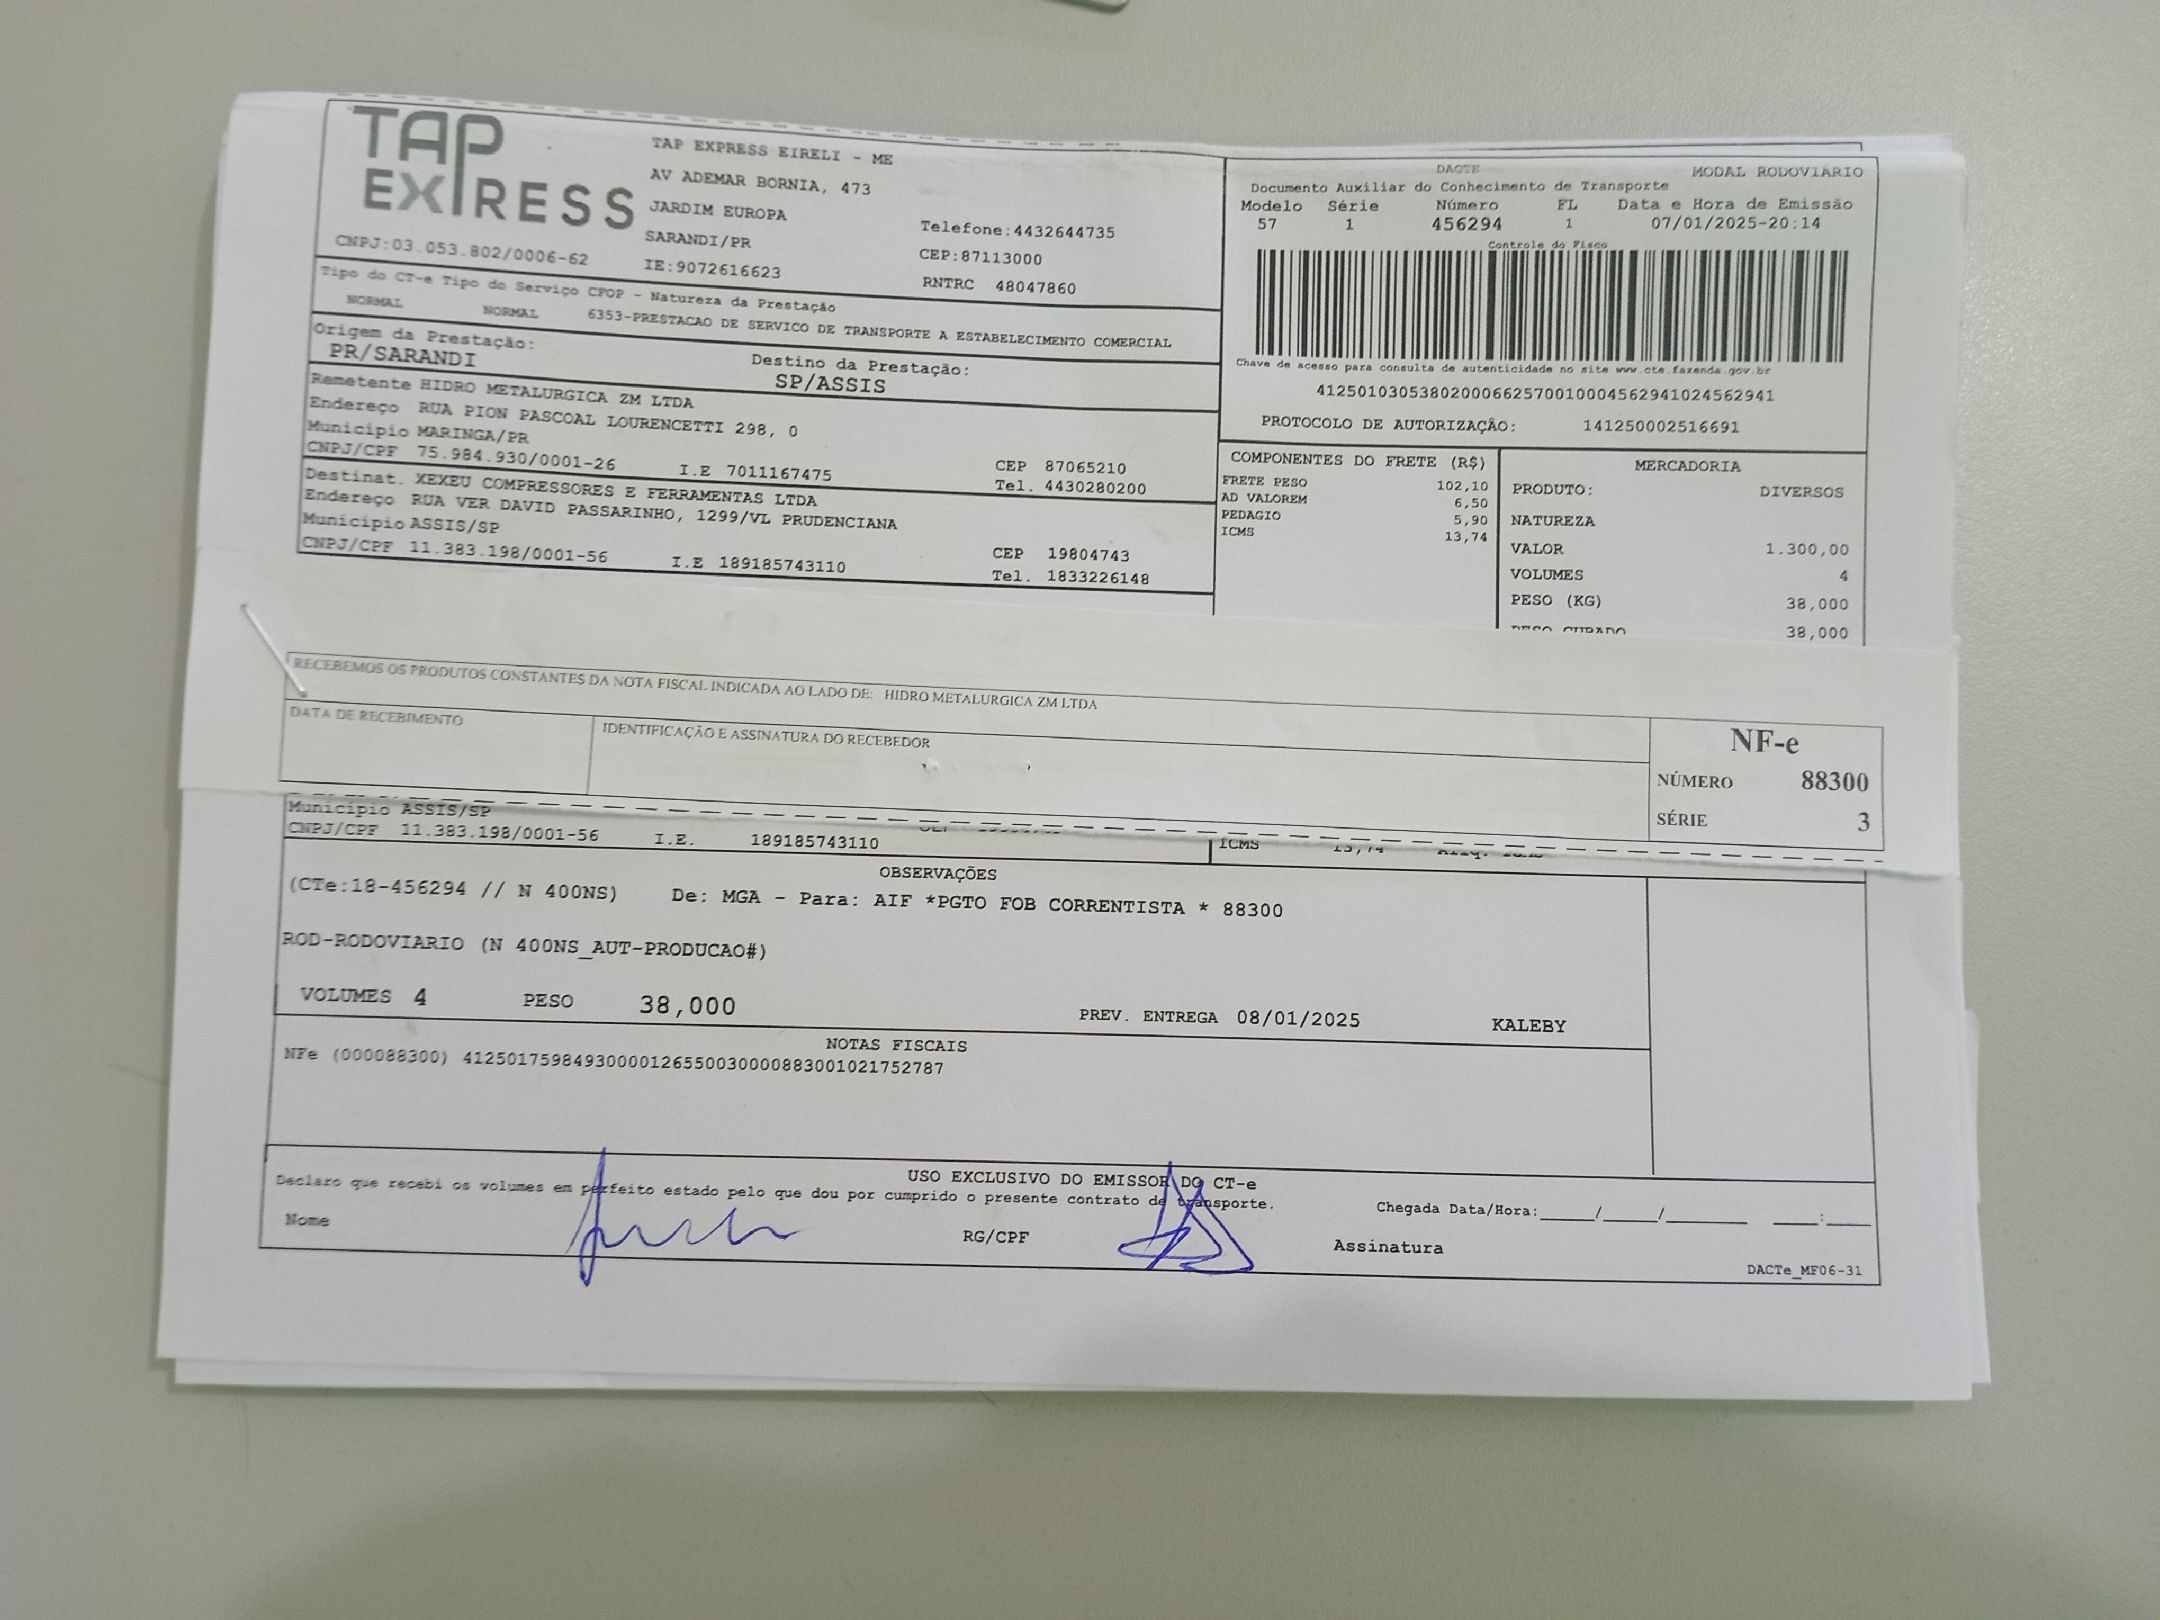 TAP EXPRESS
TAP EXPRESS EIRELI - ME
AV ADEMAR BORNIA, 473
JARDIM EUROPA
SARANDI/PR
IE:9072616623
CNPJ:03.053.802/0006-62
Telefone:4432644735
CEP:87113000
RNTRC 48047860
Tipo do CT-e Tipo do Serviço CFOP - Natureza da Prestação
NORMAL NORMAL 6353-PRESTACAO DE SERVICO DE TRANSPORTE A ESTABELECIMENTO COMERCIAL
Origem da Prestação: Destino da Prestação:
PR/SARANDI SP/ASSIS
Remetente HIDRO METALURGICA ZM LTDA
Endereço RUA PION PASCOAL LOURENCETTI 298, 0
Município MARINGA/PR CEP 87065210
CNPJ/CPF 75.984.930/0001-26 I.E 7011167475 Tel. 4430280200
Destinat. XEXEU COMPRESSORES E FERRAMENTAS LTDA
Endereço RUA VER DAVID PASSARINHO, 1299/VL PRUDENCIANA
Município ASSIS/SP CEP 19804743
CNPJ/CPF 11.383.198/0001-56 I.E 189185743110 Tel. 1833226148
DACTE MODAL RODOVIÁRIO
Documento Auxiliar do Conhecimento de Transporte
Modelo Série Número FL Data e Hora de Emissão
57 1 456294 1 07/01/2025-20:14
Controle do Fisco
Chave de acesso para consulta de autenticidade no site www.cte.fazenda.gov.br
41250103053802000662570010004562941024562941
PROTOCOLO DE AUTORIZAÇÃO: 141250002516691
COMPONENTES DO FRETE (R$)
FRETE PESO 102,10
AD VALOREM 6,50
PEDAGIO 5,90
ICMS 13,74
MERCADORIA
PRODUTO: DIVERSOS
NATUREZA
VALOR 1.300,00
VOLUMES 4
PESO (KG) 38,000
PESO CUBADO 38,000
RECEBEMOS OS PRODUTOS CONSTANTES DA NOTA FISCAL INDICADA AO LADO DE: HIDRO METALURGICA ZM LTDA
DATA DE RECEBIMENTO IDENTIFICAÇÃO E ASSINATURA DO RECEBEDOR
NF-e
NÚMERO 88300
SÉRIE 3
Município ASSIS/SP
CNPJ/CPF 11.383.198/0001-56 I.E. 189185743110 ICMS 13,74
OBSERVAÇÕES
(CTe:18-456294 // N 400NS) De: MGA - Para: AIF *PGTO FOB CORRENTISTA * 88300
ROD-RODOVIARIO (N 400NS_AUT-PRODUCAO#)
VOLUMES 4 PESO 38,000 PREV. ENTREGA 08/01/2025 KALEBY
NOTAS FISCAIS
NFe (000088300) 41250175984930000126550030000883001021752787
USO EXCLUSIVO DO EMISSOR DO CT-e
Declaro que recebi os volumes em perfeito estado pelo que dou por cumprido o presente contrato de transporte.
Chegada Data/Hora:_____/_____/________ ____:____
Nome RG/CPF Assinatura
DACTe_MF06-31